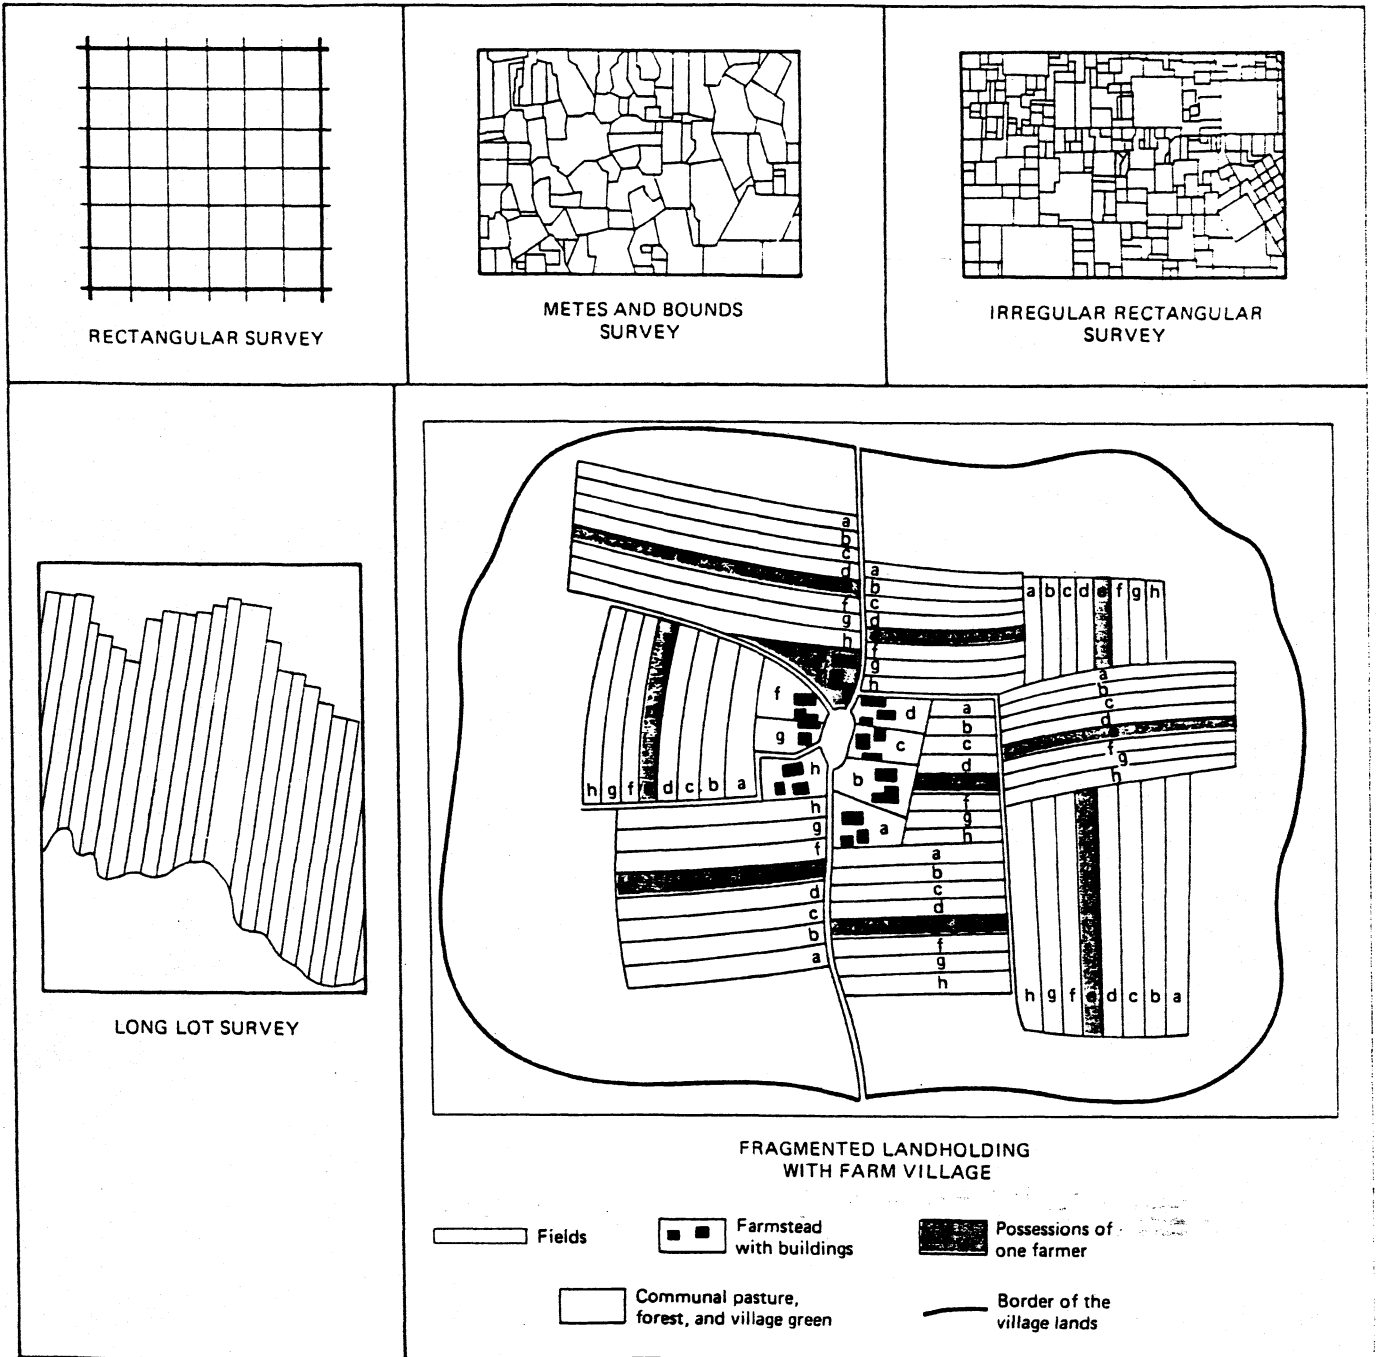 RECTANGULAR SURVEY
METES AND BOUNDS
SURVEY
IRREGULAR RECTANGULAR
SURVEY
LONG LOT SURVEY
a
b
c
d
f
g
h
a
b
c
d
f
g
h
a b c d e f g h
a
b
c
d
f
g
h
f
g
h
d
c
b
a
a
b
c
d
f
g
h
h g f d c b a
h
g
f
d
c
b
a
a
b
c
d
f
g
h
h g f e d c b a
FRAGMENTED LANDHOLDING
WITH FARM VILLAGE
Fields
Farmstead
with buildings
Possessions of
one farmer
Communal pasture,
forest, and village green
Border of the
village lands